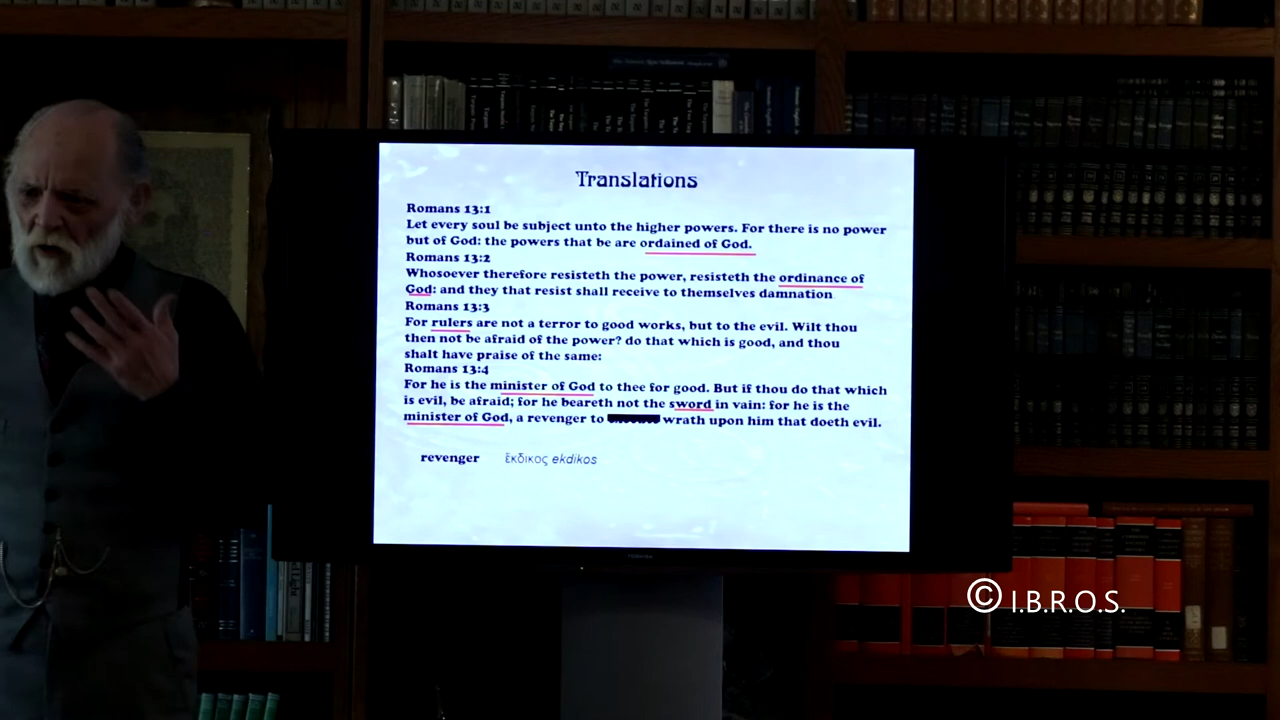 Translations
Romans 13:1
Let every soul be subject unto the higher powers. For there is no power
but of God: the powers that be are ordained of God.
Romans 13:2
Whosoever therefore resisteth the power, resisteth the ordinance of
God: and they that resist shall receive to themselves damnation
Romans 13:3
For rulers are not a terror to good works, but to the evil. Wilt thou
then not be afraid of the power? do that which is good, and thou
shalt have praise of the same:
Romans 13:4
For he is the minister of God to thee for good. But if thou do that which
is evil, be afraid; for he beareth not the sword in vain: for he is the
minister of God, a revenger to wrath upon him that doeth evil.
revenger ἔκδικος ekdikos
TOSHIBA
© I.B.R.O.S.